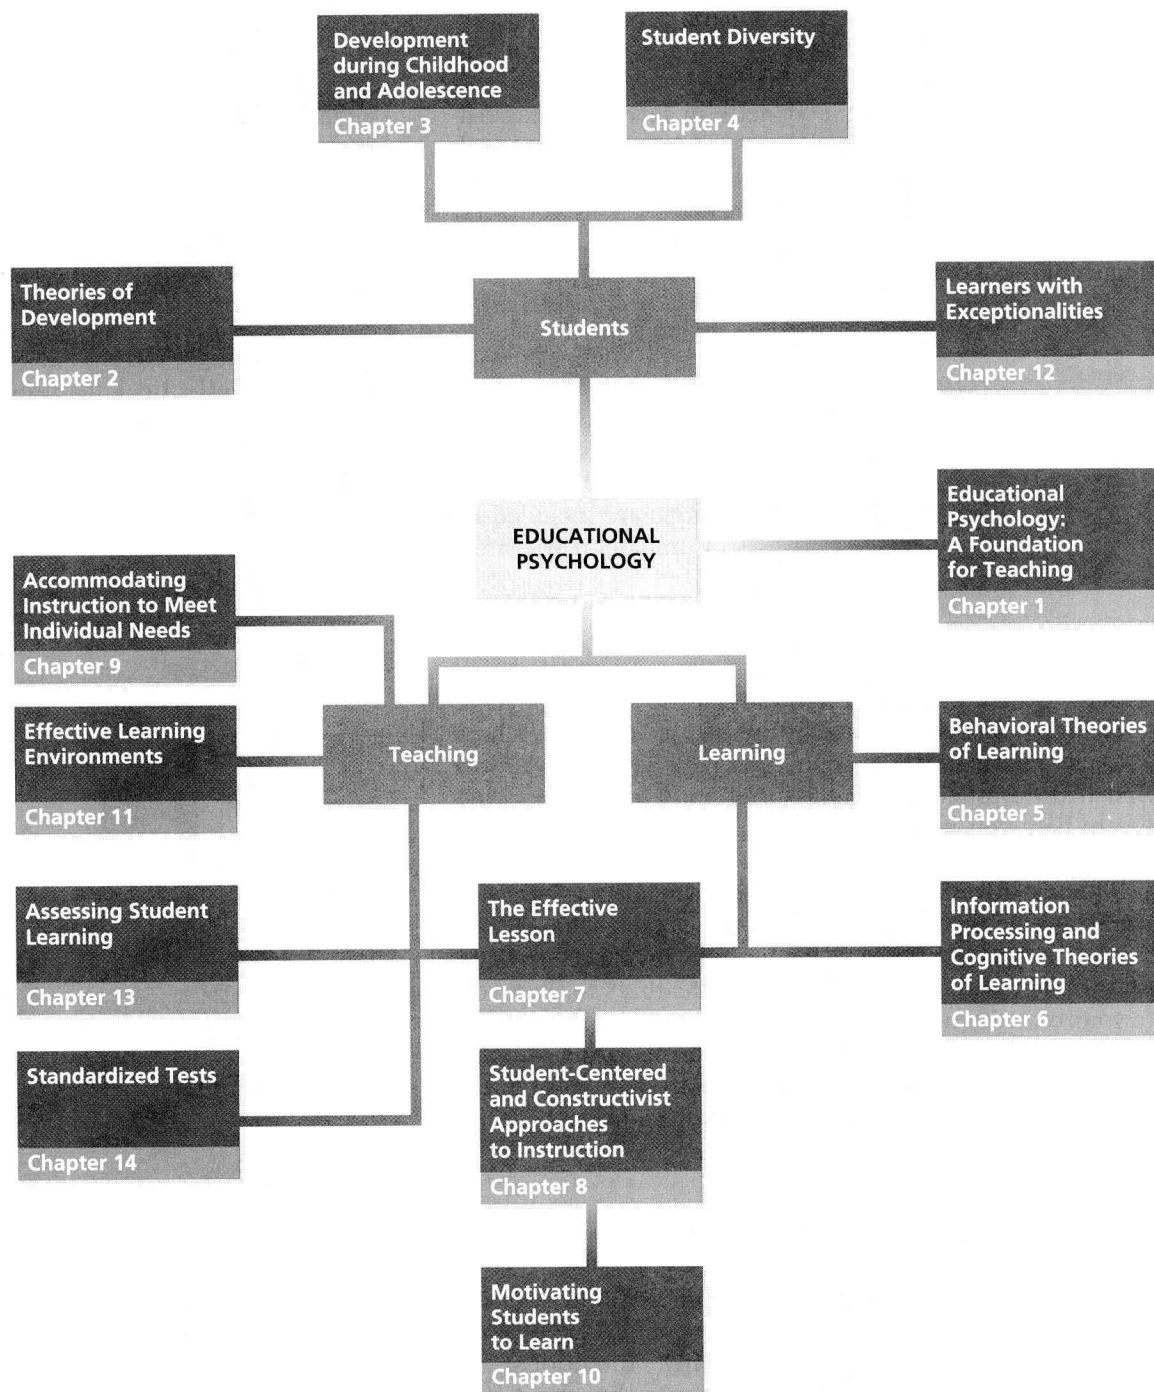 Development
during Childhood
and Adolescence
Chapter 3
Student Diversity
Chapter 4
Theories of
Development
Chapter 2
Students
Learners with
Exceptionalities
Chapter 12
EDUCATIONAL
PSYCHOLOGY
Educational
Psychology:
A Foundation
for Teaching
Chapter 1
Accommodating
Instruction to Meet
Individual Needs
Chapter 9
Effective Learning
Environments
Chapter 11
Teaching
Learning
Behavioral Theories
of Learning
Chapter 5
Assessing Student
Learning
Chapter 13
The Effective
Lesson
Chapter 7
Information
Processing and
Cognitive Theories
of Learning
Chapter 6
Standardized Tests
Chapter 14
Student-Centered
and Constructivist
Approaches
to Instruction
Chapter 8
Motivating
Students
to Learn
Chapter 10